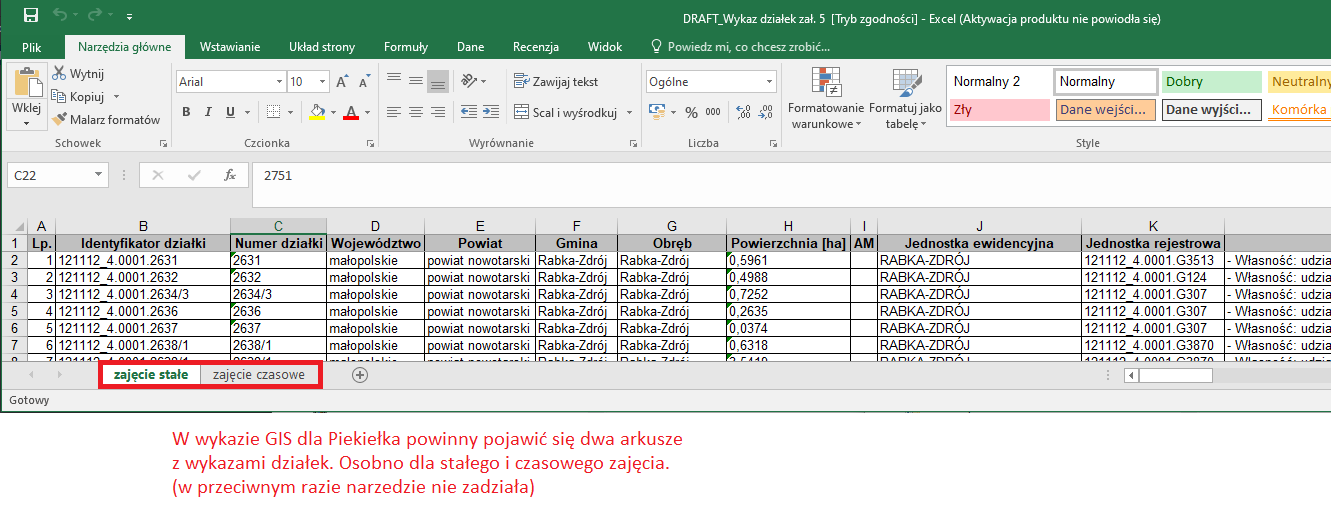 DRAFT_Wykaz działek zał. 5 [Tryb zgodności] - Excel (Aktywacja produktu nie powiodła się)
Plik Narzędzia główne Wstawianie Układ strony Formuły Dane Recenzja Widok Powiedz mi, co chcesz zrobić...
Wklej
Wytnij
Kopiuj
Malarz formatów
Schowek
Arial 10 A A
B I U A
Czcionka
Zawijaj tekst
Scal i wyśrodkuj
Wyrównanie
Ogólne
% 000 ,00
Liczba
Formatowanie warunkowe
Formatuj jako tabelę
Normalny 2 Normalny Dobry Neutralny
Zły Dane wejści... Dane wyjści... Komórka
Style
C22 fx 2751
A B C D E F G H I J K
1 Lp. Identyfikator działki Numer działki Województwo Powiat Gmina Obręb Powierzchnia [ha] AM Jednostka ewidencyjna Jednostka rejestrowa
2 1 121112_4.0001.2631 2631 małopolskie powiat nowotarski Rabka-Zdrój Rabka-Zdrój 0,5961 RABKA-ZDRÓJ 121112_4.0001.G3513 - Własność: udzia
3 2 121112_4.0001.2632 2632 małopolskie powiat nowotarski Rabka-Zdrój Rabka-Zdrój 0,4988 RABKA-ZDRÓJ 121112_4.0001.G124 - Własność: udzia
4 3 121112_4.0001.2634/3 2634/3 małopolskie powiat nowotarski Rabka-Zdrój Rabka-Zdrój 0,7252 RABKA-ZDRÓJ 121112_4.0001.G307 - Własność: udzia
5 4 121112_4.0001.2636 2636 małopolskie powiat nowotarski Rabka-Zdrój Rabka-Zdrój 0,2635 RABKA-ZDRÓJ 121112_4.0001.G307 - Własność: udzia
6 5 121112_4.0001.2637 2637 małopolskie powiat nowotarski Rabka-Zdrój Rabka-Zdrój 0,0374 RABKA-ZDRÓJ 121112_4.0001.G307 - Własność: udzia
7 6 121112_4.0001.2638/1 2638/1 małopolskie powiat nowotarski Rabka-Zdrój Rabka-Zdrój 0,6318 RABKA-ZDRÓJ 121112_4.0001.G3870 - Własność: udzia
zajęcie stałe zajęcie czasowe
Gotowy
W wykazie GIS dla Piekiełka powinny pojawić się dwa arkusze
z wykazami działek. Osobno dla stałego i czasowego zajęcia.
(w przeciwnym razie narzedzie nie zadziała)